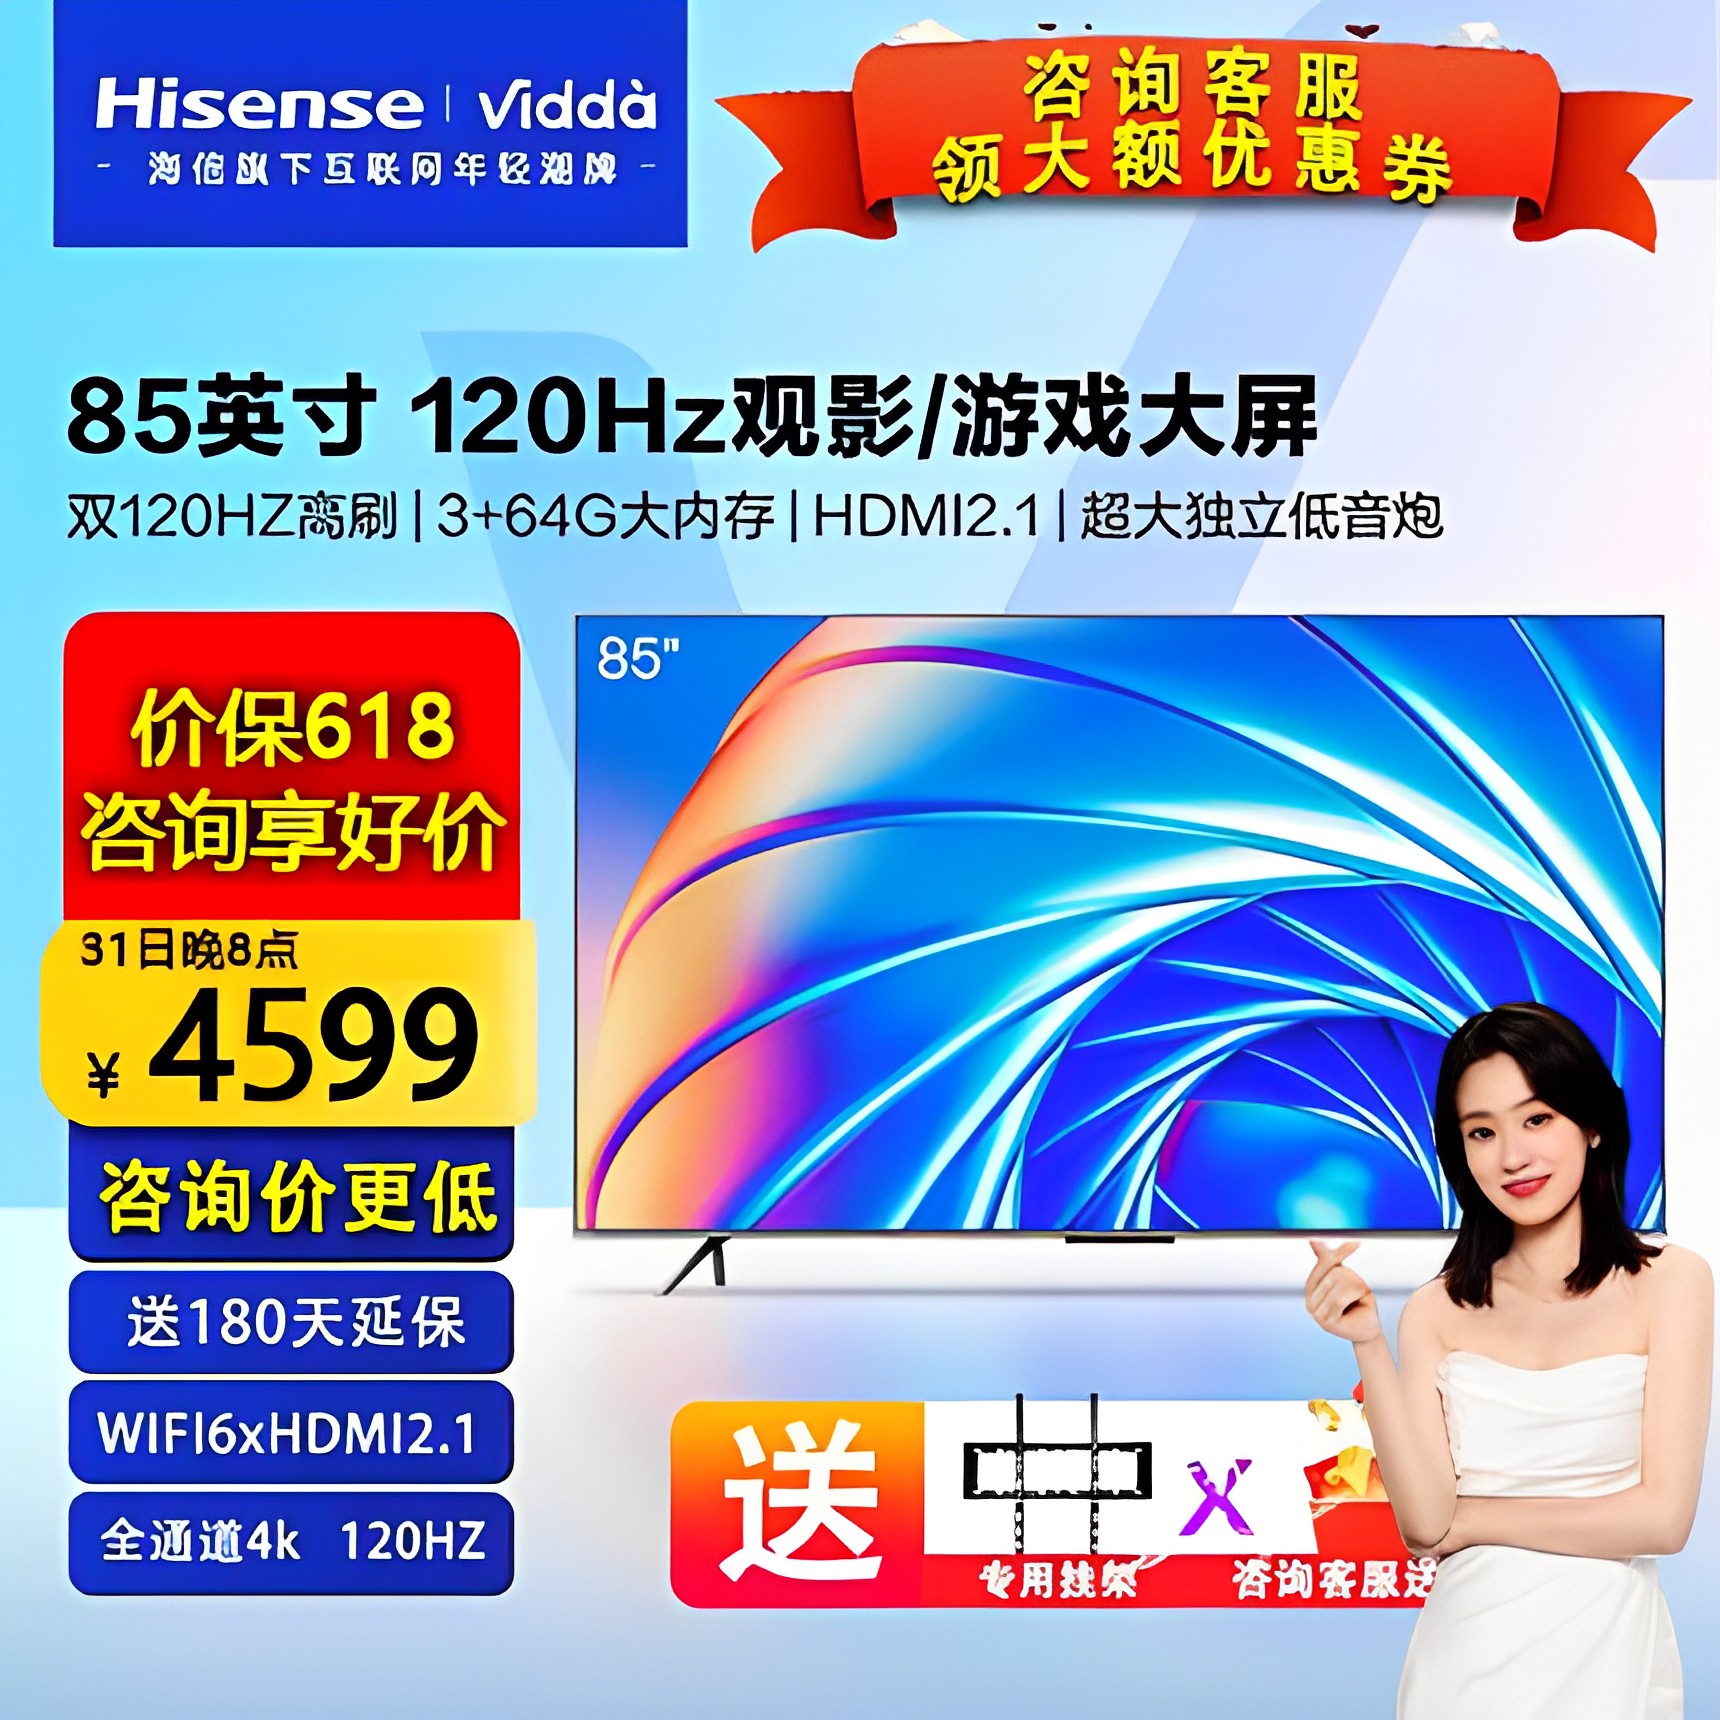 Hisense | Vidda
- 海信旗下互联网年轻潮牌 -
咨询客服
领大额优惠券
85英寸 120Hz观影/游戏大屏
双120HZ高刷|3+64G大内存|HDMI2.1|超大独立低音炮
85"
价保618
咨询享好价
31日晚8点
¥4599
咨询价更低
送180天延保
WIFI6xHDMI2.1
全通道4k 120HZ
送
X
专用挂架
咨询客服送